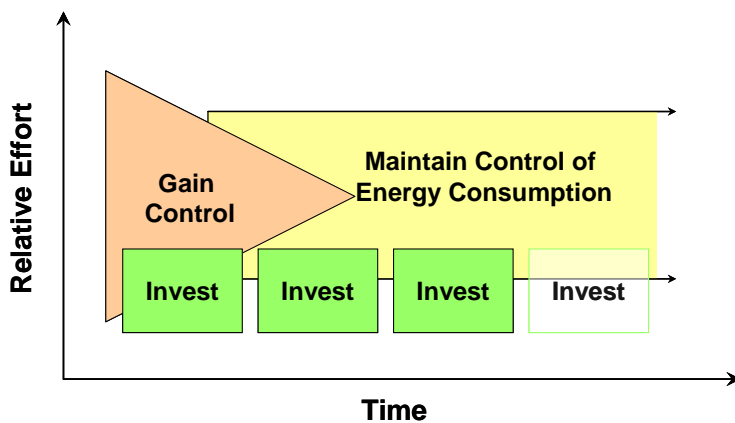 Relative Effort
Gain
Control
Maintain Control of
Energy Consumption
Invest
Invest
Invest
Invest
Time